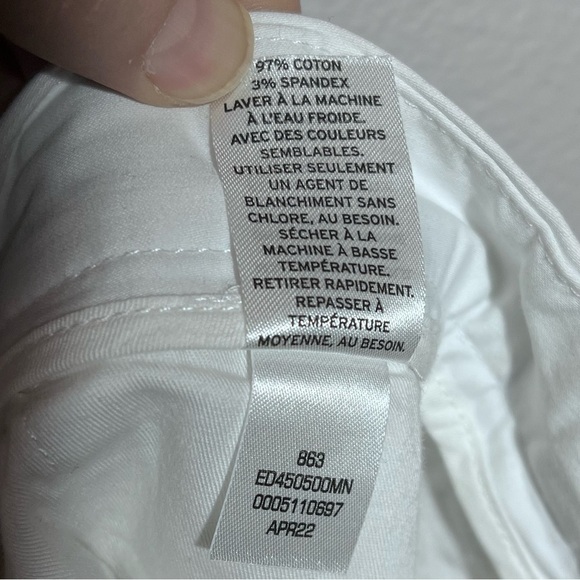 97% COTON
3% SPANDEX
LAVER À LA MACHINE
À L'EAU FROIDE.
AVEC DES COULEURS
SEMBLABLES.
UTILISER SEULEMENT
UN AGENT DE
BLANCHIMENT SANS
CHLORE, AU BESOIN.
SÉCHER À LA
MACHINE À BASSE
TEMPÉRATURE.
RETIRER RAPIDEMENT.
REPASSER À
TEMPÉRATURE
MOYENNE, AU BESOIN.
863
ED450500MN
0005110697
APR22